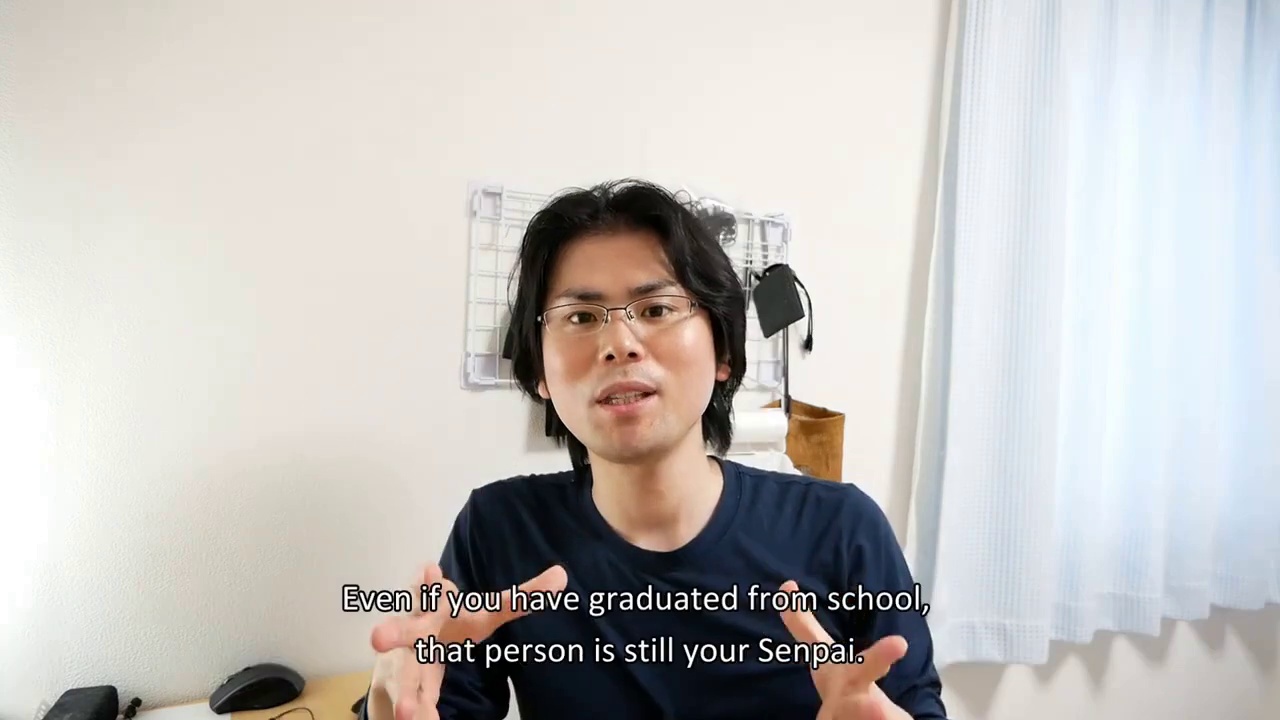 Even if you have graduated from school,
that person is still your Senpai.